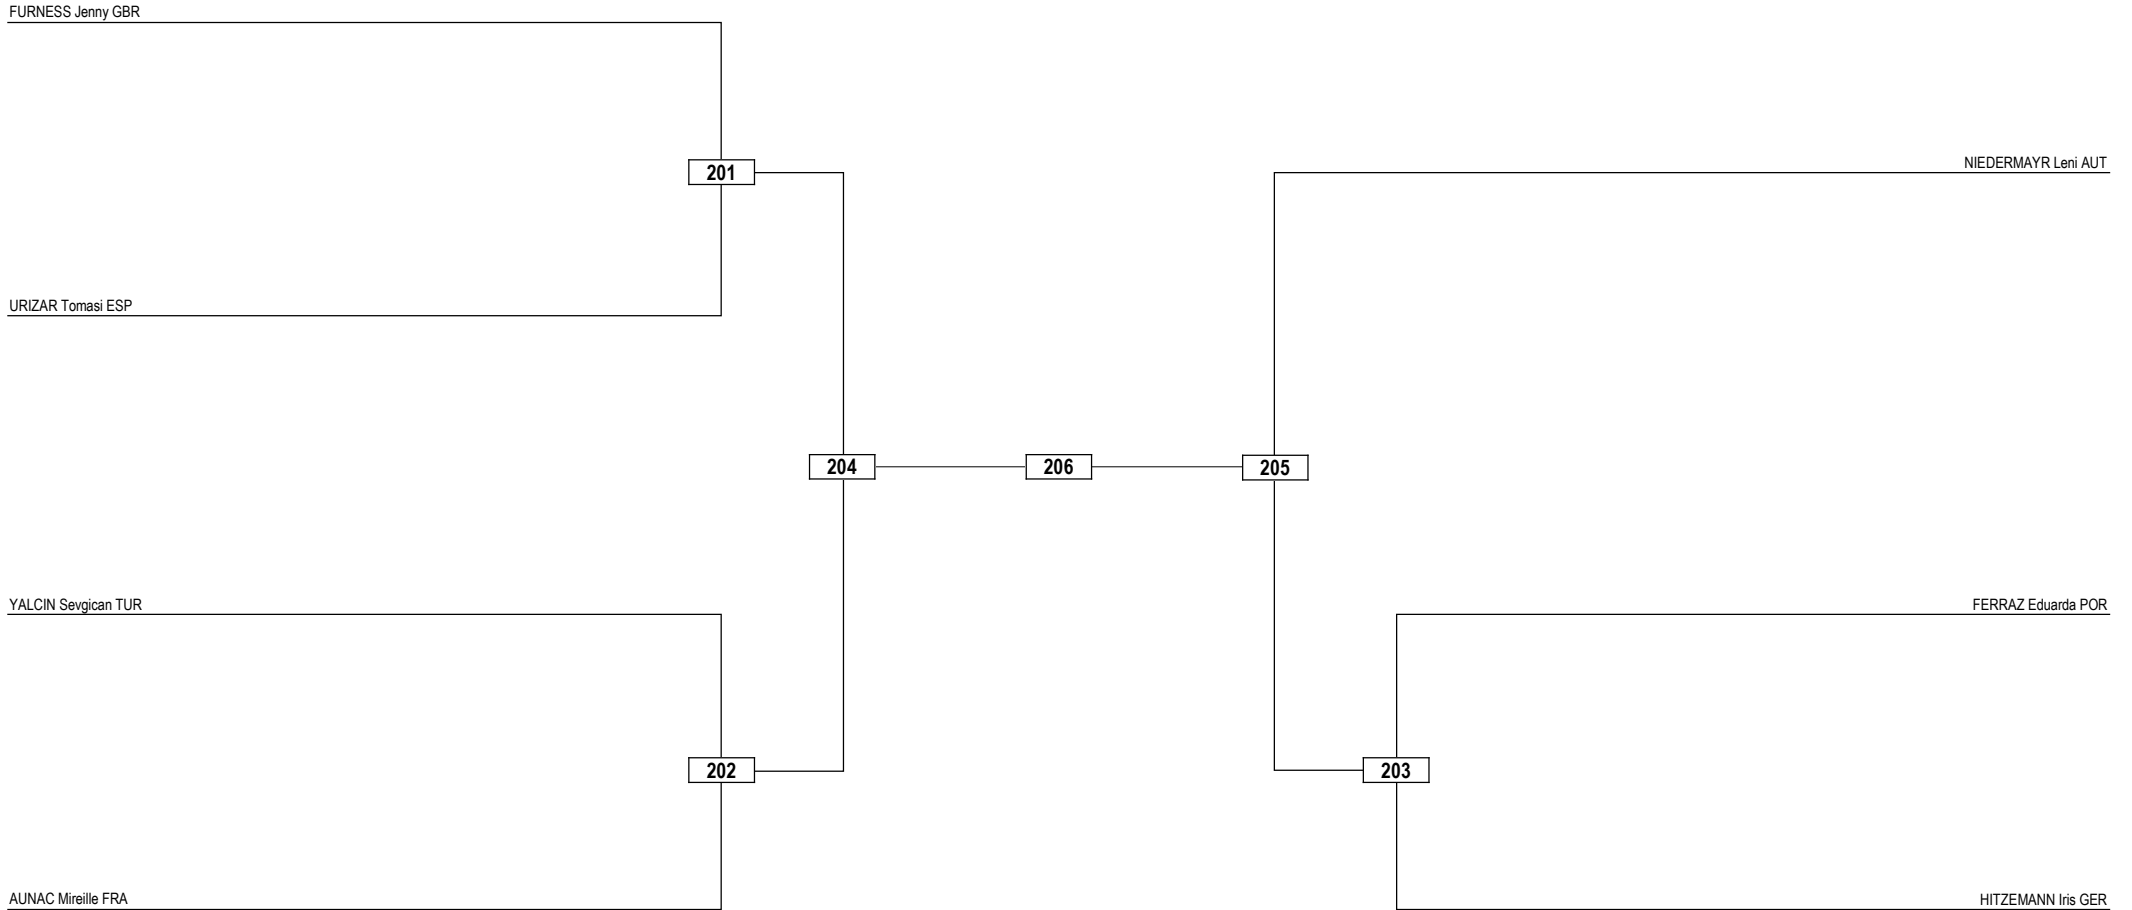 FURNESS Jenny GBR
NIEDERMAYR Leni AUT
201
URIZAR Tomasi ESP
204
206
205
YALCIN Sevgican TUR
FERRAZ Eduarda POR
202
203
AUNAC Mireille FRA
HITZEMANN Iris GER